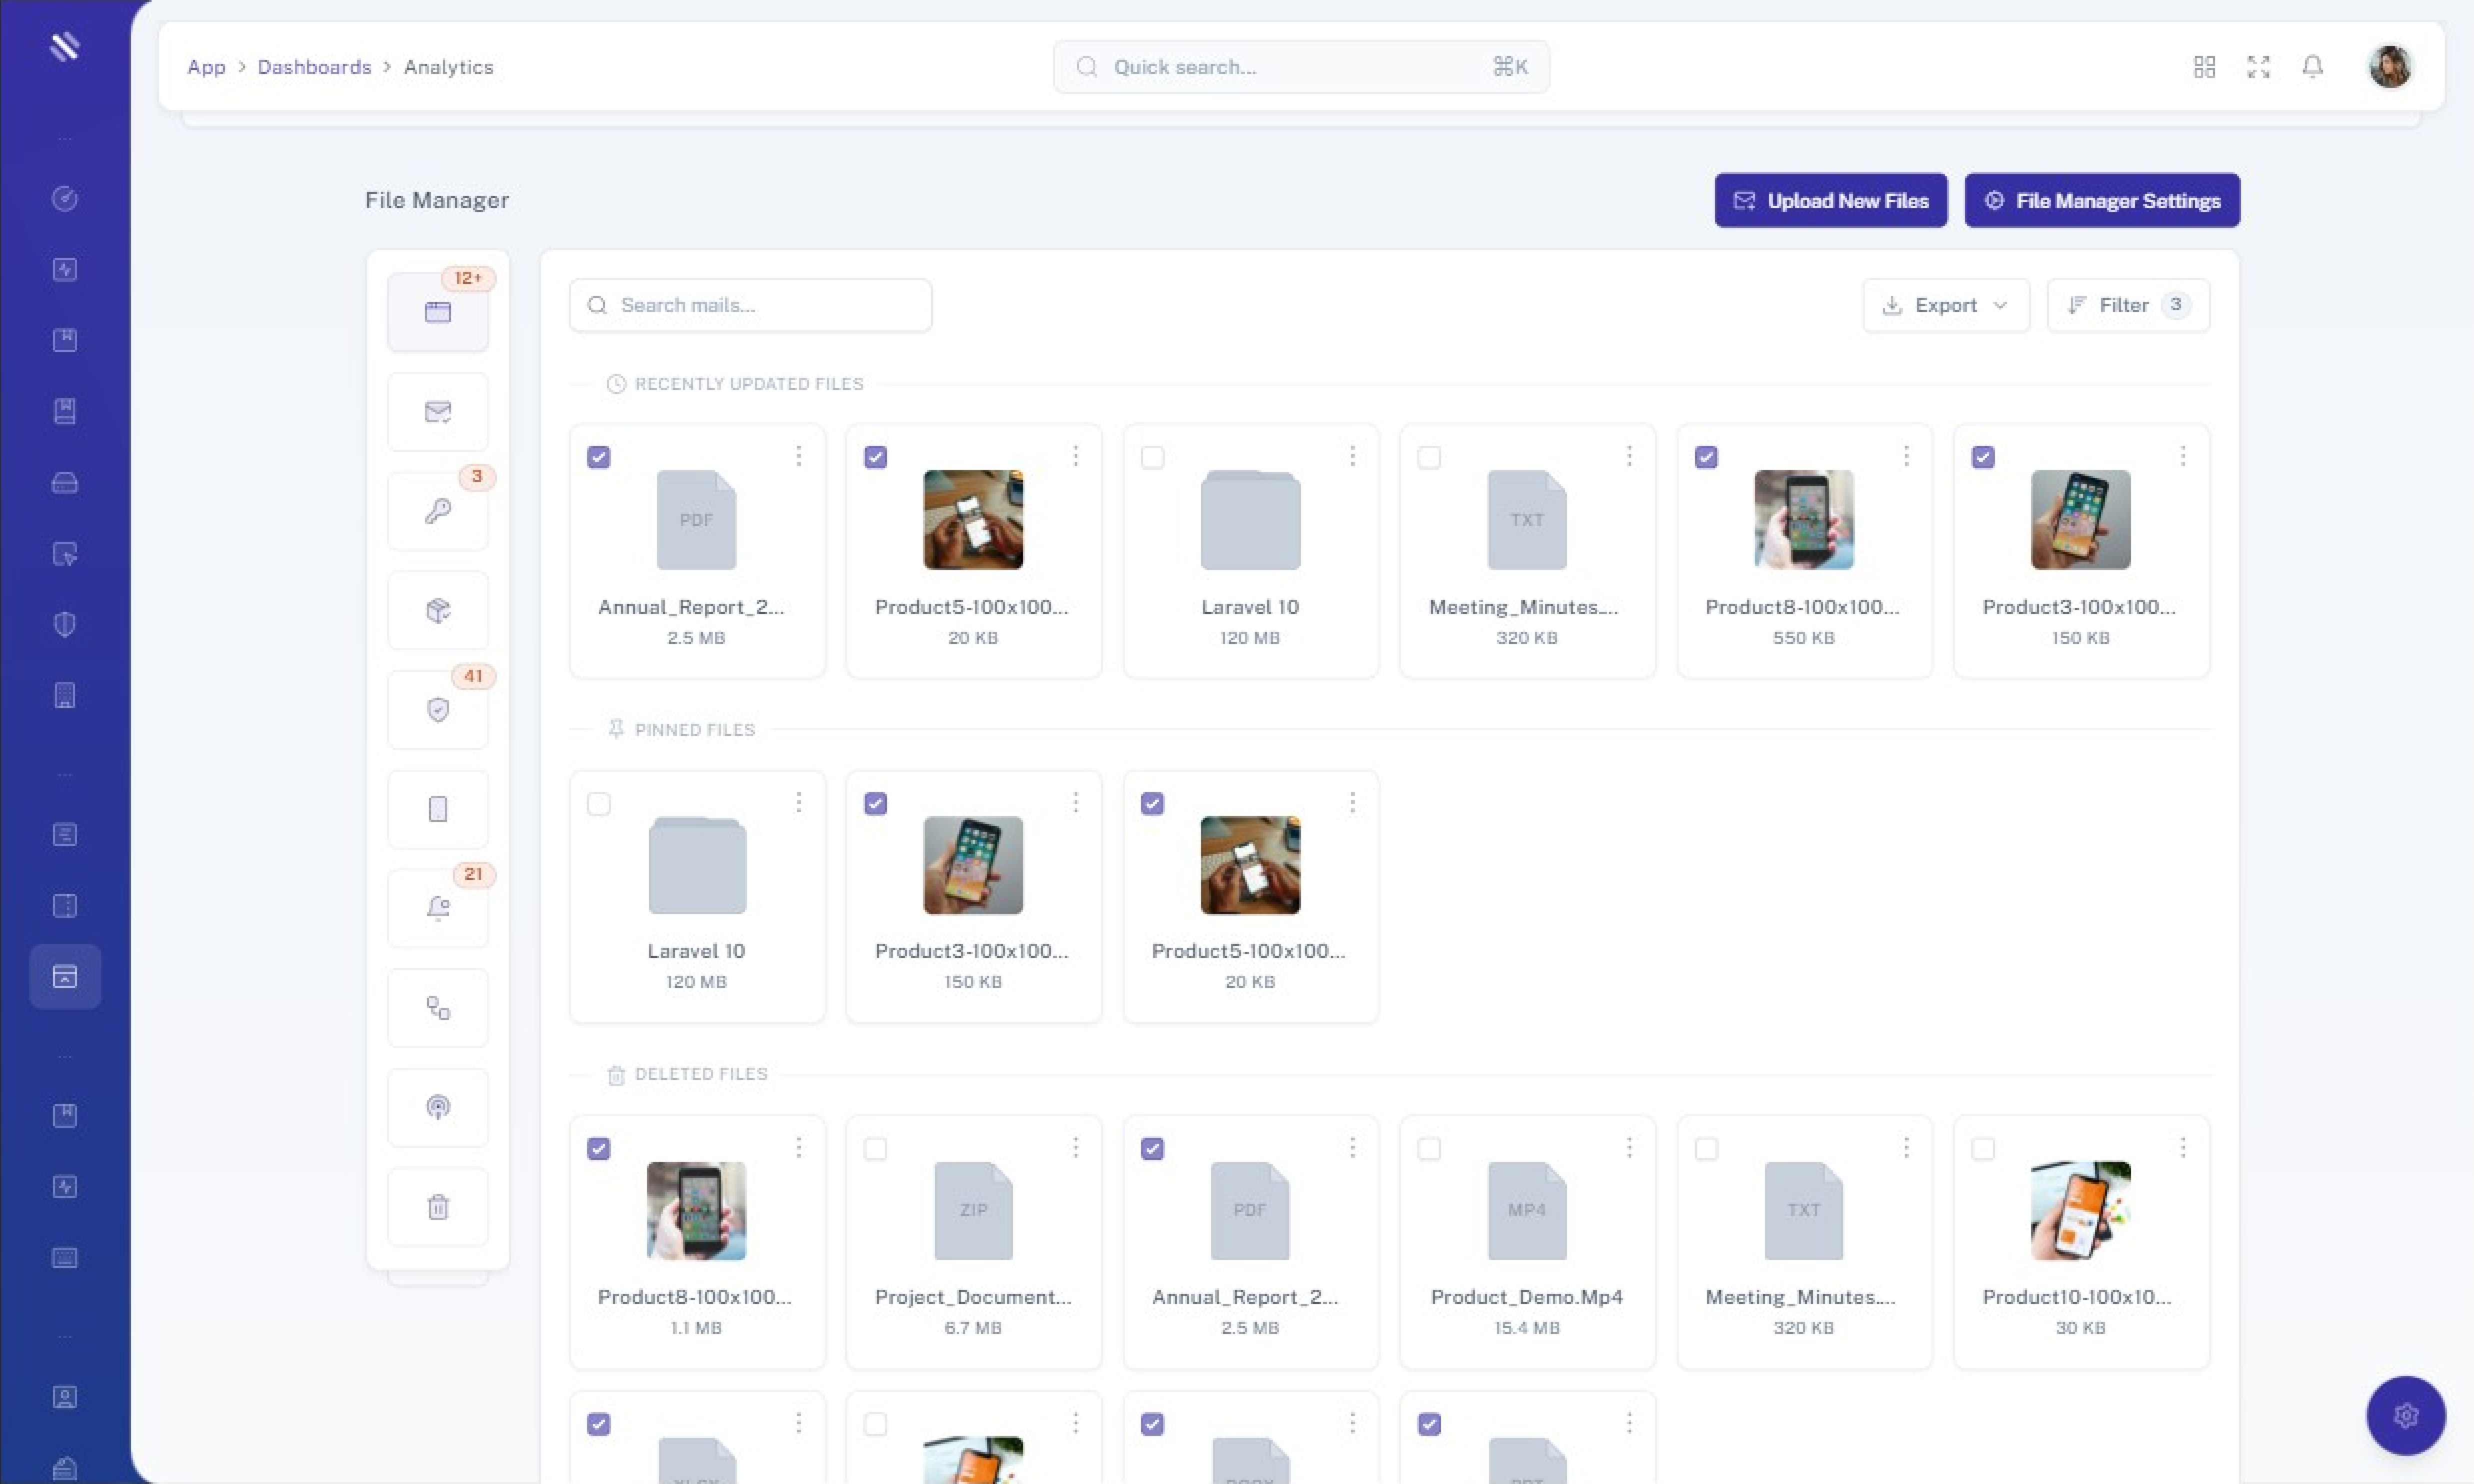 App > Dashboards > Analytics
Quick search... ⌘K
File Manager
Upload New Files
File Manager Settings
12+
3
41
21
Search mails...
Export
Filter 3
RECENTLY UPDATED FILES
PDF
Annual_Report_2...
2.5 MB
Product5-100x100...
20 KB
Laravel 10
120 MB
TXT
Meeting_Minutes....
320 KB
Product8-100x100...
550 KB
Product3-100x100...
150 KB
PINNED FILES
Laravel 10
120 MB
Product3-100x100...
150 KB
Product5-100x100...
20 KB
DELETED FILES
Product8-100x100...
1.1 MB
ZIP
Project_Document...
6.7 MB
PDF
Annual_Report_2...
2.5 MB
MP4
Product_Demo.Mp4
15.4 MB
TXT
Meeting_Minutes....
320 KB
Product10-100x10...
30 KB